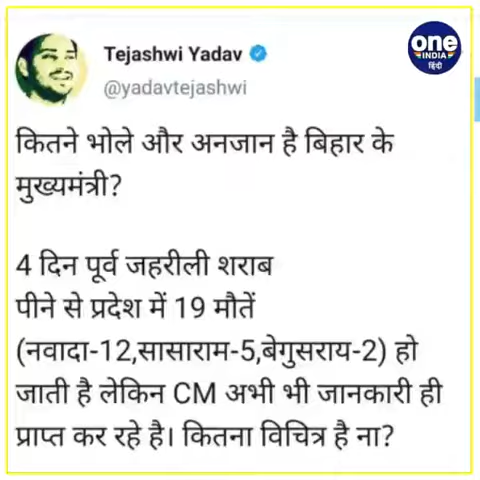 Tejashwi Yadav
@yadavtejashwi
one
INDIA
हिंदी
कितने भोले और अनजान है बिहार के
मुख्यमंत्री?
4 दिन पूर्व जहरीली शराब
पीने से प्रदेश में 19 मौतें
(नवादा-12,सासाराम-5,बेगुसराय-2) हो
जाती है लेकिन CM अभी भी जानकारी ही
प्राप्त कर रहे है। कितना विचित्र है ना?